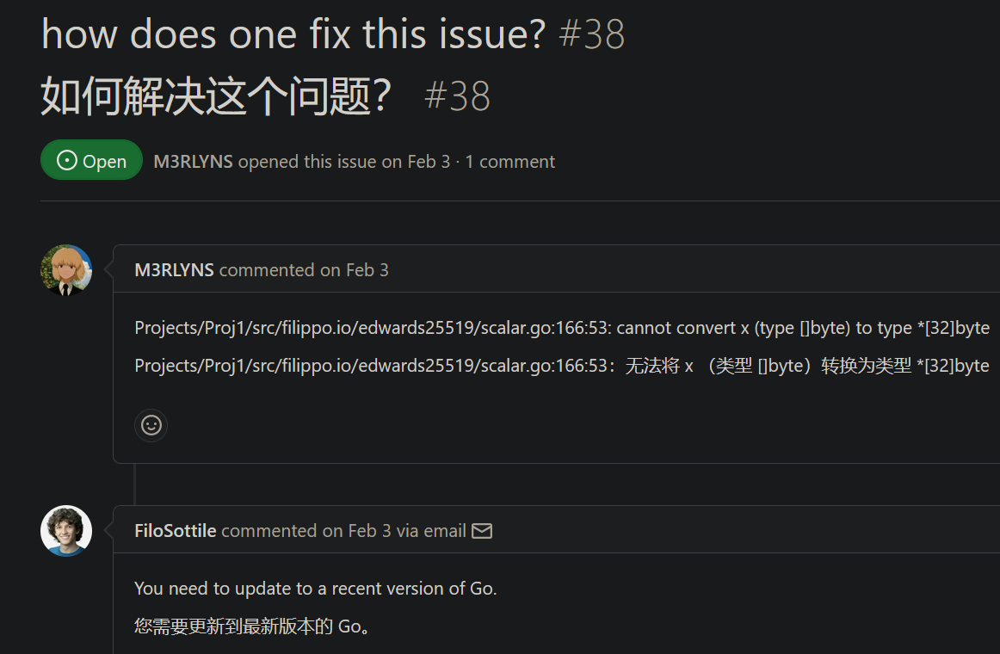 how does one fix this issue? #38
如何解决这个问题? #38
Open M3RLYNS opened this issue on Feb 3 · 1 comment
M3RLYNS commented on Feb 3
Projects/Proj1/src/filippo.io/edwards25519/scalar.go:166:53: cannot convert x (type []byte) to type *[32]byte
Projects/Proj1/src/filippo.io/edwards25519/scalar.go:166:53：无法将 x （类型 []byte）转换为类型 *[32]byte
FiloSottile commented on Feb 3 via email
You need to update to a recent version of Go.
您需要更新到最新版本的 Go。